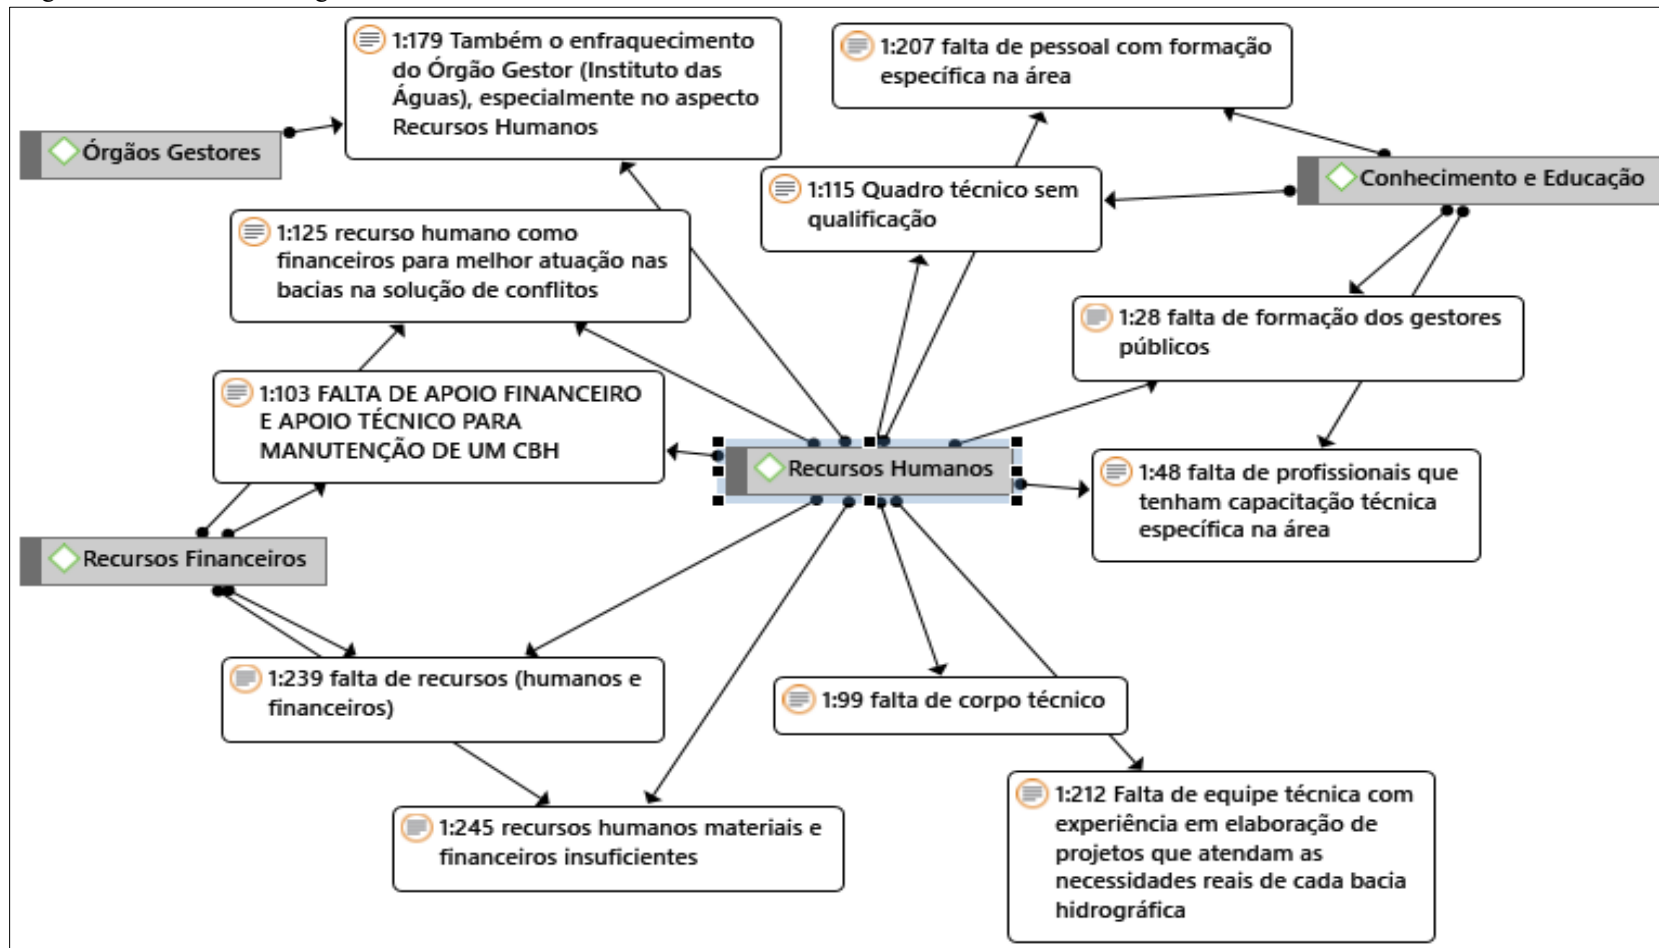 1:179 Também o enfraquecimento
do Órgão Gestor (Instituto das
Águas), especialmente no aspecto
Recursos Humanos
1:207 falta de pessoal com formação
específica na área
Órgãos Gestores
Conhecimento e Educação
1:115 Quadro técnico sem
qualificação
1:125 recurso humano como
financeiros para melhor atuação nas
bacias na solução de conflitos
1:28 falta de formação dos gestores
públicos
1:103 FALTA DE APOIO FINANCEIRO
E APOIO TÉCNICO PARA
MANUTENÇÃO DE UM CBH
Recursos Humanos
1:48 falta de profissionais que
tenham capacitação técnica
específica na área
Recursos Financeiros
1:239 falta de recursos (humanos e
financeiros)
1:99 falta de corpo técnico
1:245 recursos humanos materiais e
financeiros insuficientes
1:212 Falta de equipe técnica com
experiência em elaboração de
projetos que atendam as
necessidades reais de cada bacia
hidrográfica